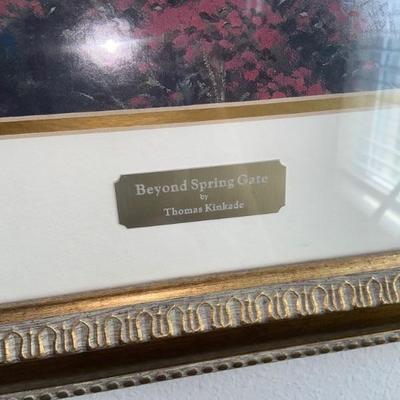 Beyond Spring Gate
by
Thomas Kinkade